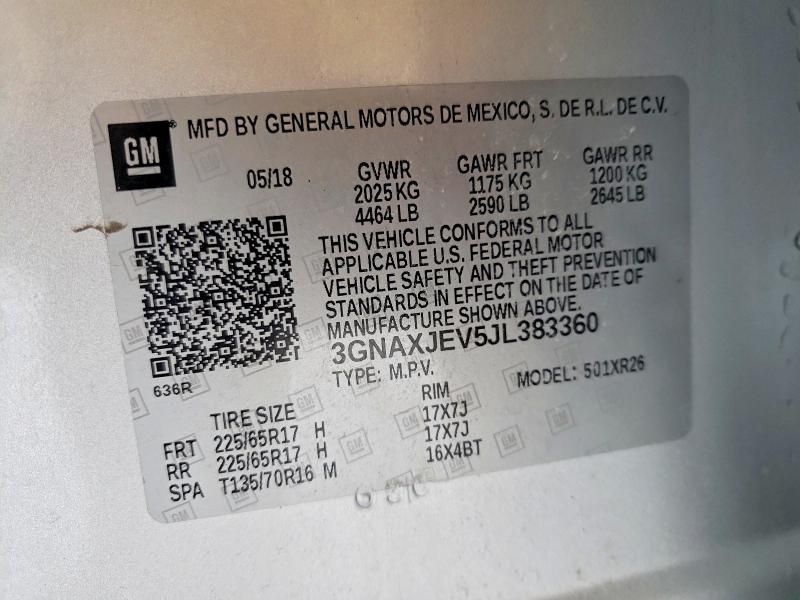 GM ® MFD BY GENERAL MOTORS DE MEXICO, S. DE R.L. DE C.V.
05/18 GVWR GAWR FRT GAWR RR
2025 KG 1175 KG 1200 KG
4464 LB 2590 LB 2645 LB
THIS VEHICLE CONFORMS TO ALL
APPLICABLE U.S. FEDERAL MOTOR
VEHICLE SAFETY AND THEFT PREVENTION
STANDARDS IN EFFECT ON THE DATE OF
MANUFACTURE SHOWN ABOVE.
3GNAXJEV5JL383360
TYPE: M.P.V. MODEL: 501XR26
636R
TIRE SIZE RIM
FRT 225/65R17 H 17X7J
RR 225/65R17 H 17X7J
SPA T135/70R16 M 16X4BT